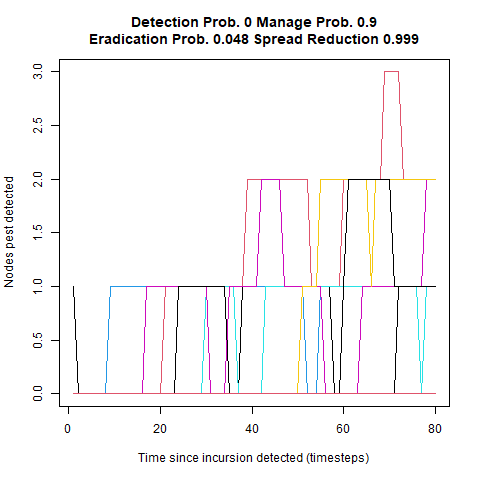 Detection Prob. 0 Manage Prob. 0.9
Eradication Prob. 0.048 Spread Reduction 0.999
Nodes pest detected
3.0
2.5
2.0
1.5
1.0
0.5
0.0
0 20 40 60 80
Time since incursion detected (timesteps)